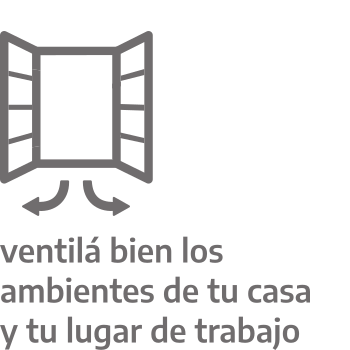 ventilá bien los
ambientes de tu casa
y tu lugar de trabajo